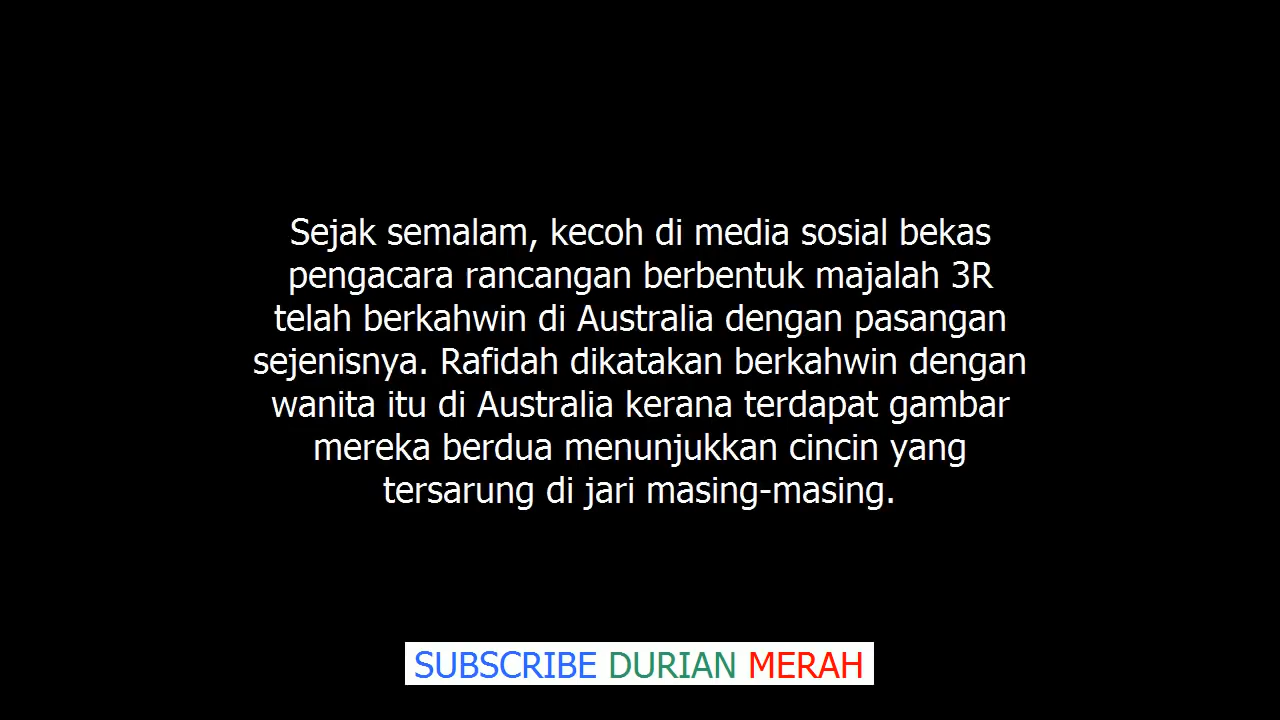 Sejak semalam, kecoh di media sosial bekas
pengacara rancangan berbentuk majalah 3R
telah berkahwin di Australia dengan pasangan
sejenisnya. Rafidah dikatakan berkahwin dengan
wanita itu di Australia kerana terdapat gambar
mereka berdua menunjukkan cincin yang
tersarung di jari masing-masing.
SUBSCRIBE DURIAN MERAH